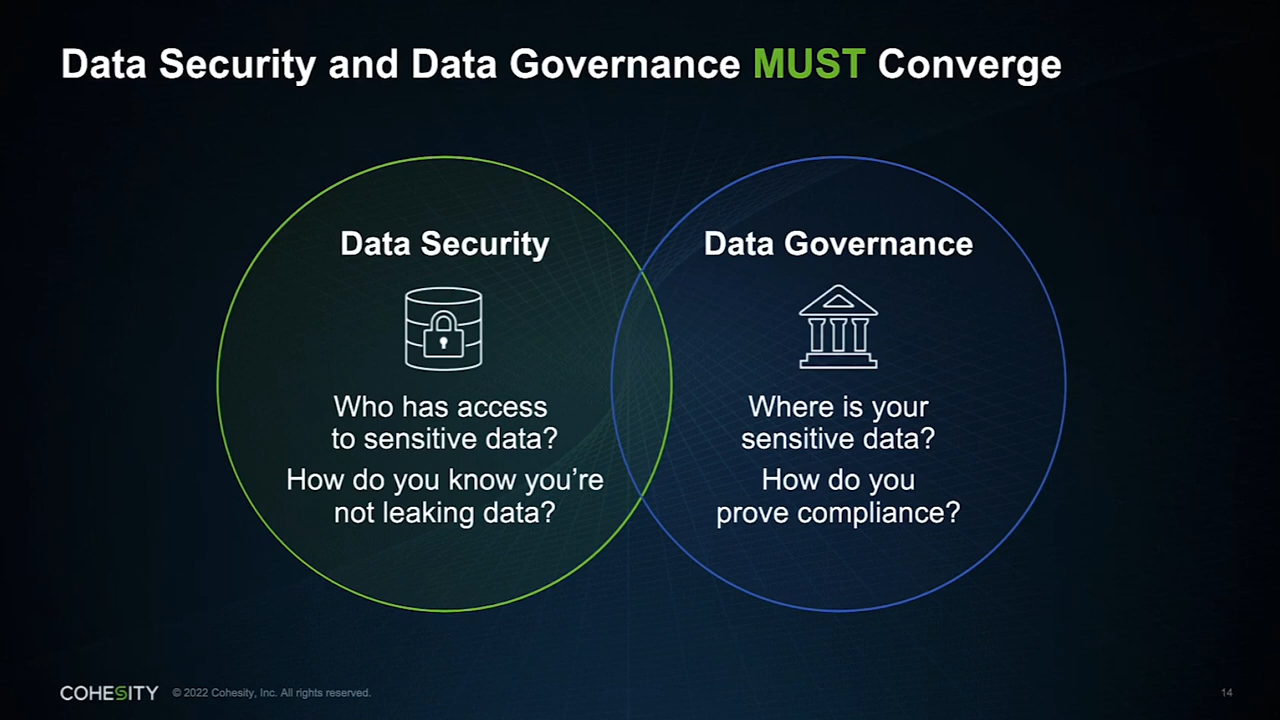 Data Security and Data Governance MUST Converge
Data Security
Who has access
to sensitive data?
How do you know you’re
not leaking data?
Data Governance
Where is your
sensitive data?
How do you
prove compliance?
COHESITY © 2022 Cohesity, Inc. All rights reserved.
14